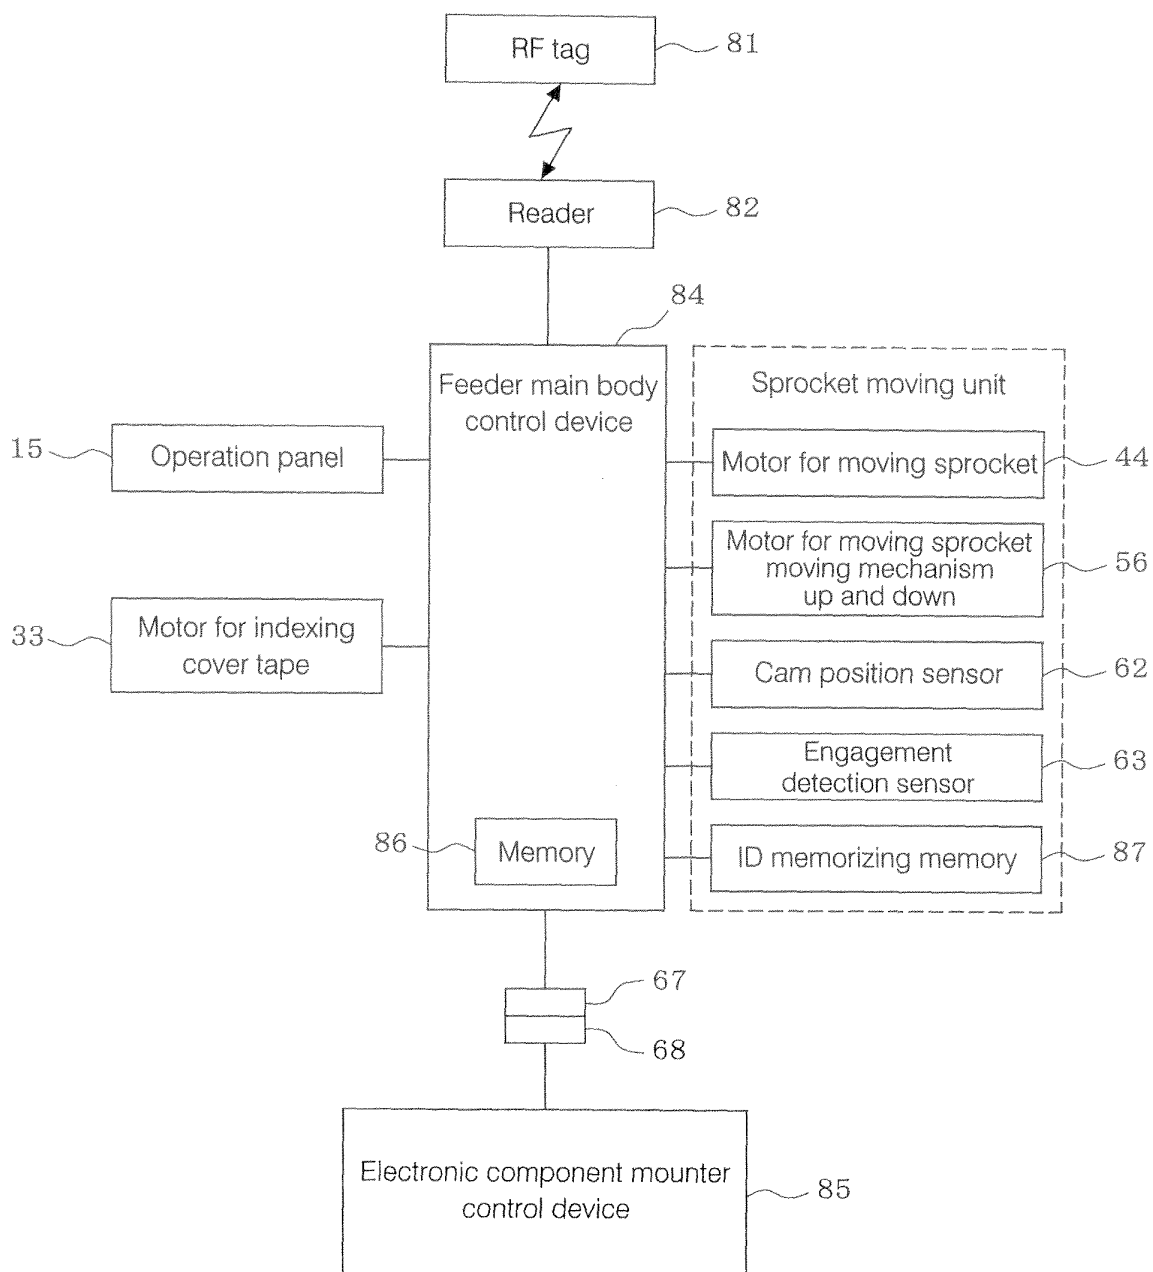 RF tag
81
Reader
82
84
Feeder main body
control device
Sprocket moving unit
15
Operation panel
Motor for moving sprocket
44
Motor for moving sprocket
moving mechanism
up and down
56
33
Motor for indexing
cover tape
Cam position sensor
62
Engagement
detection sensor
63
86
Memory
ID memorizing memory
87
67
68
Electronic component mounter
control device
85